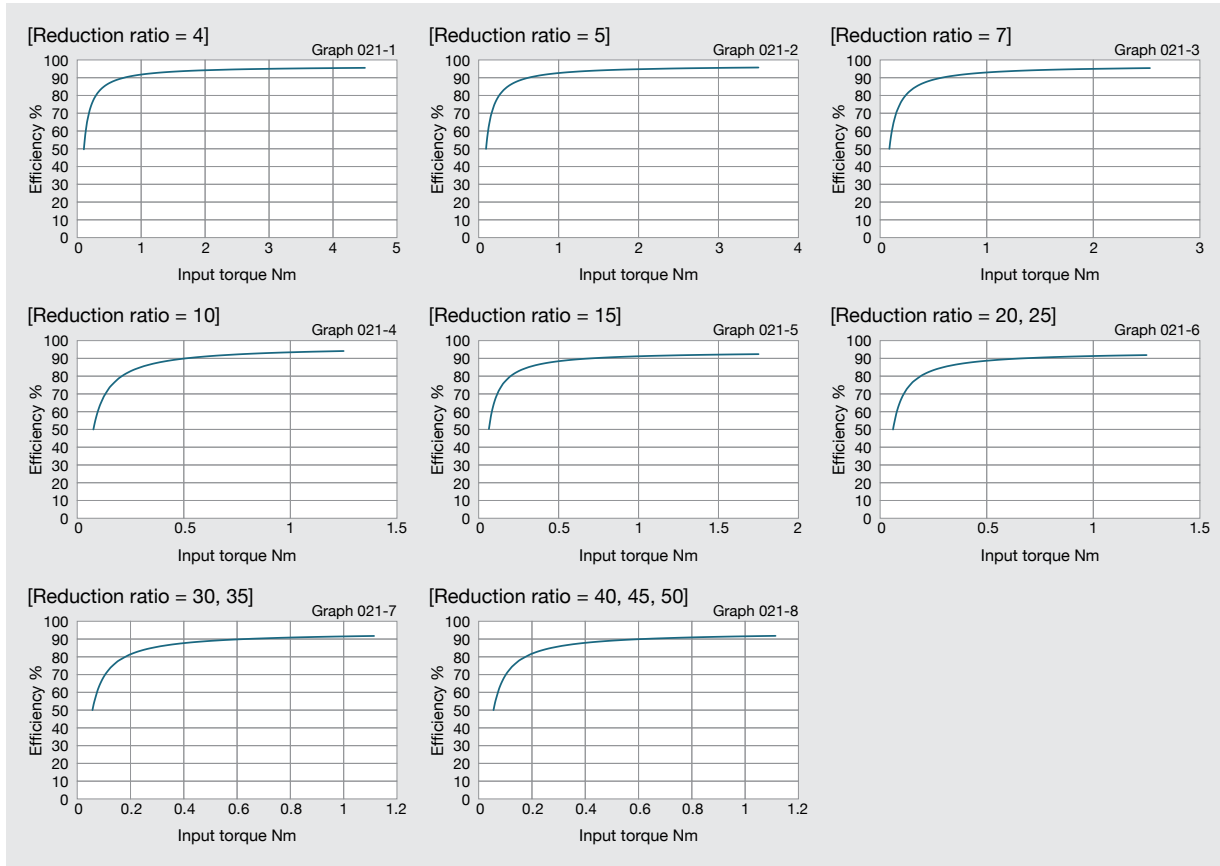 [Reduction ratio = 4]
Graph 021-1
Efficiency %
100
90
80
70
60
50
40
30
20
10
0
0 1 2 3 4 5
Input torque Nm
[Reduction ratio = 5]
Graph 021-2
Efficiency %
100
90
80
70
60
50
40
30
20
10
0
0 1 2 3 4
Input torque Nm
[Reduction ratio = 7]
Graph 021-3
Efficiency %
100
90
80
70
60
50
40
30
20
10
0
0 1 2 3
Input torque Nm
[Reduction ratio = 10]
Graph 021-4
Efficiency %
100
90
80
70
60
50
40
30
20
10
0
0 0.5 1 1.5
Input torque Nm
[Reduction ratio = 15]
Graph 021-5
Efficiency %
100
90
80
70
60
50
40
30
20
10
0
0 0.5 1 1.5 2
Input torque Nm
[Reduction ratio = 20, 25]
Graph 021-6
Efficiency %
100
90
80
70
60
50
40
30
20
10
0
0 0.5 1 1.5
Input torque Nm
[Reduction ratio = 30, 35]
Graph 021-7
Efficiency %
100
90
80
70
60
50
40
30
20
10
0
0 0.2 0.4 0.6 0.8 1 1.2
Input torque Nm
[Reduction ratio = 40, 45, 50]
Graph 021-8
Efficiency %
100
90
80
70
60
50
40
30
20
10
0
0 0.2 0.4 0.6 0.8 1 1.2
Input torque Nm